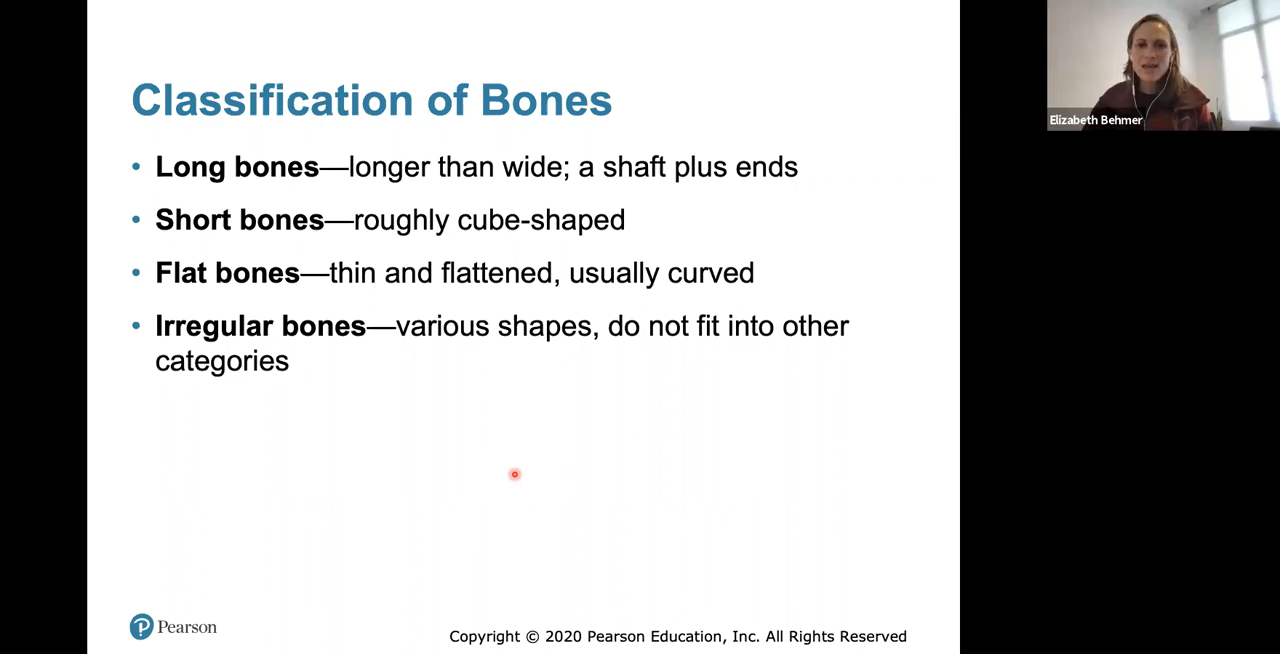 Classification of Bones
• Long bones—longer than wide; a shaft plus ends
• Short bones—roughly cube-shaped
• Flat bones—thin and flattened, usually curved
• Irregular bones—various shapes, do not fit into other
categories
Elizabeth Behmer
P Pearson
Copyright © 2020 Pearson Education, Inc. All Rights Reserved